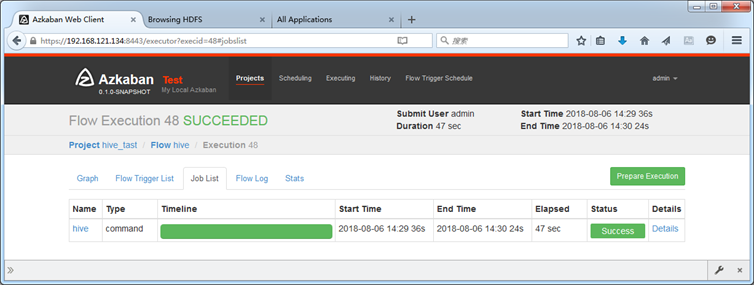 Azkaban Web Client × Browsing HDFS × All Applications × +
https://192.168.121.134:8443/executor?execid=48#jobslist 搜索
Azkaban Test Projects Scheduling Executing History Flow Trigger Schedule admin
0.1.0-SNAPSHOT My Local Azkaban
Flow Execution 48 SUCCEEDED
Submit User admin Start Time 2018-08-06 14:29 36s
Duration 47 sec End Time 2018-08-06 14:30 24s
Project hive_tast / Flow hive / Execution 48
Graph Flow Trigger List Job List Flow Log Stats Prepare Execution
Name Type Timeline Start Time End Time Elapsed Status Details
hive command 2018-08-06 14:29 36s 2018-08-06 14:30 24s 47 sec Success Details